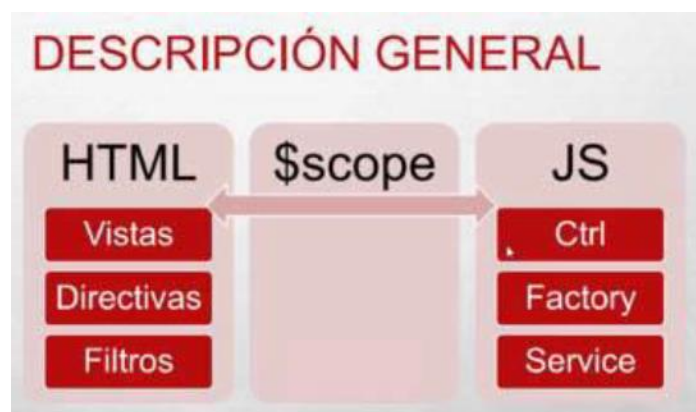 DESCRIPCIÓN GENERAL
HTML
Vistas
Directivas
Filtros
$scope
JS
Ctrl
Factory
Service